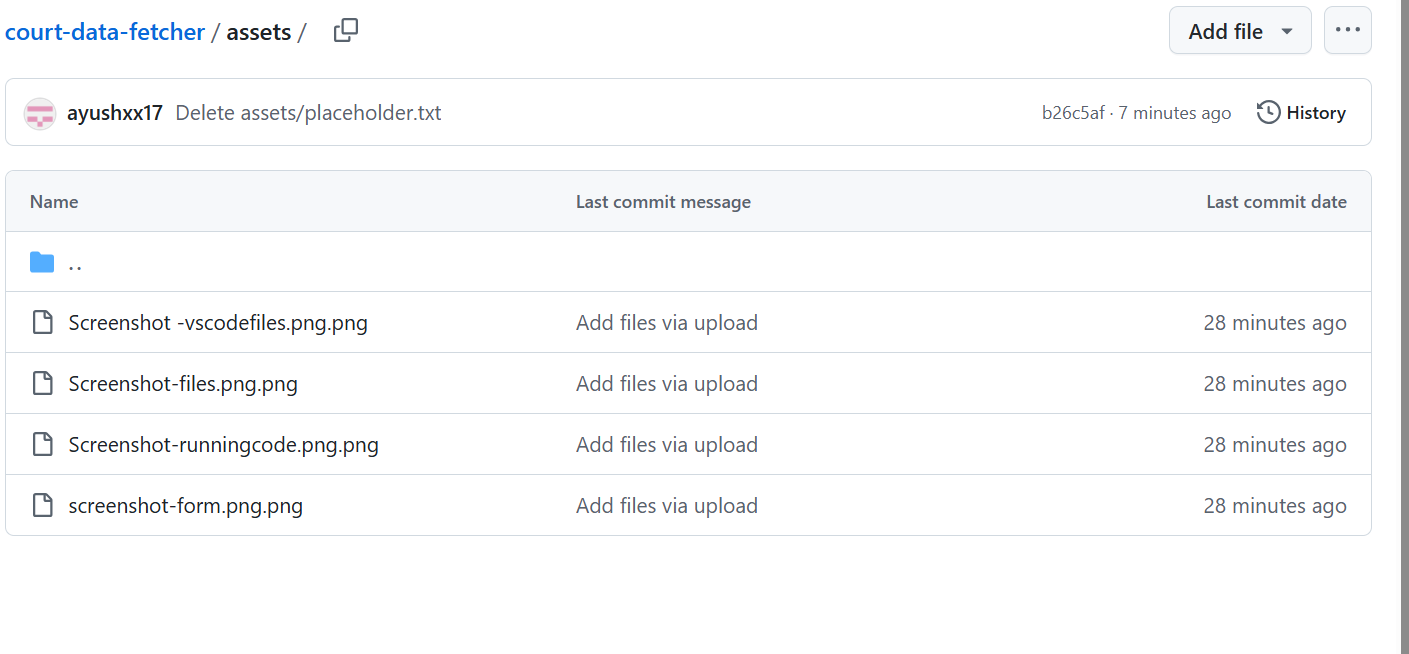 court-data-fetcher / assets /
Add file
ayushxx17 Delete assets/placeholder.txt b26c5af · 7 minutes ago History
Name Last commit message Last commit date
..
Screenshot -vscodefiles.png.png Add files via upload 28 minutes ago
Screenshot-files.png.png Add files via upload 28 minutes ago
Screenshot-runningcode.png.png Add files via upload 28 minutes ago
screenshot-form.png.png Add files via upload 28 minutes ago